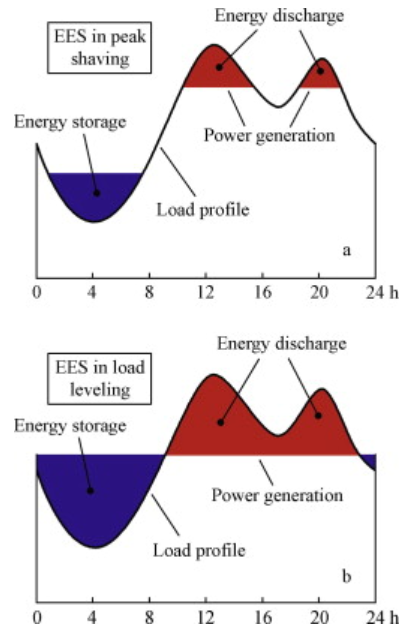 EES in peak
shaving
Energy discharge
Energy storage
Power generation
Load profile
a
0 4 8 12 16 20 24 h
EES in load
leveling
Energy discharge
Energy storage
Power generation
Load profile
b
0 4 8 12 16 20 24 h